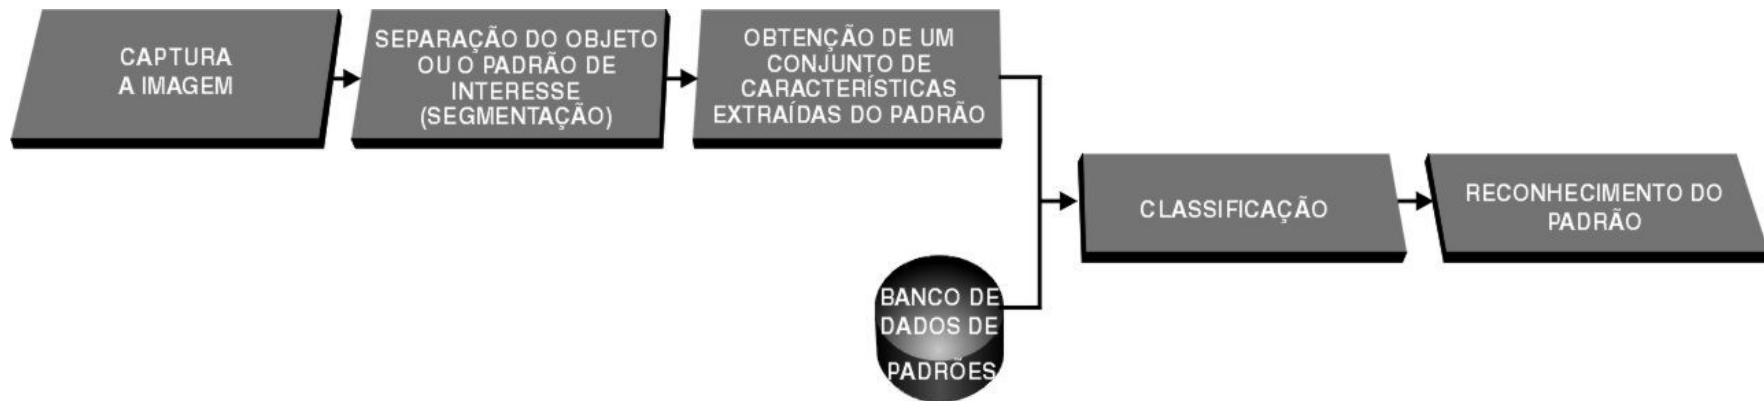 CAPTURA
A IMAGEM
SEPARAÇÃO DO OBJETO
OU O PADRÃO DE
INTERESSE
(SEGMENTAÇÃO)
OBTENÇÃO DE UM
CONJUNTO DE
CARACTERÍSTICAS
EXTRAÍDAS DO PADRÃO
CLASSIFICAÇÃO
RECONHECIMENTO DO
PADRÃO
BANCO DE
DADOS DE
PADRÕES